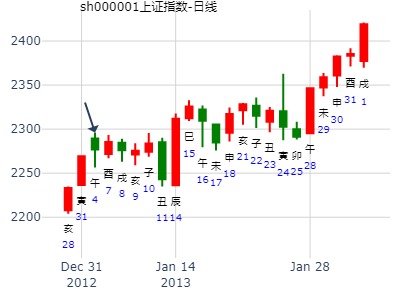 sh000001上证指数-日线
2400
2350
2300
2250
2200
亥
28
寅
31
午
4
酉
7
戌
8
亥
9
子
10
丑
11
辰
14
巳
15
午
16
未
17
申
18
亥
21
子
22
丑
23
寅
24
卯
25
午
28
未
29
申
30
酉
31
戌
1
Dec 31
2012
Jan 14
2013
Jan 28